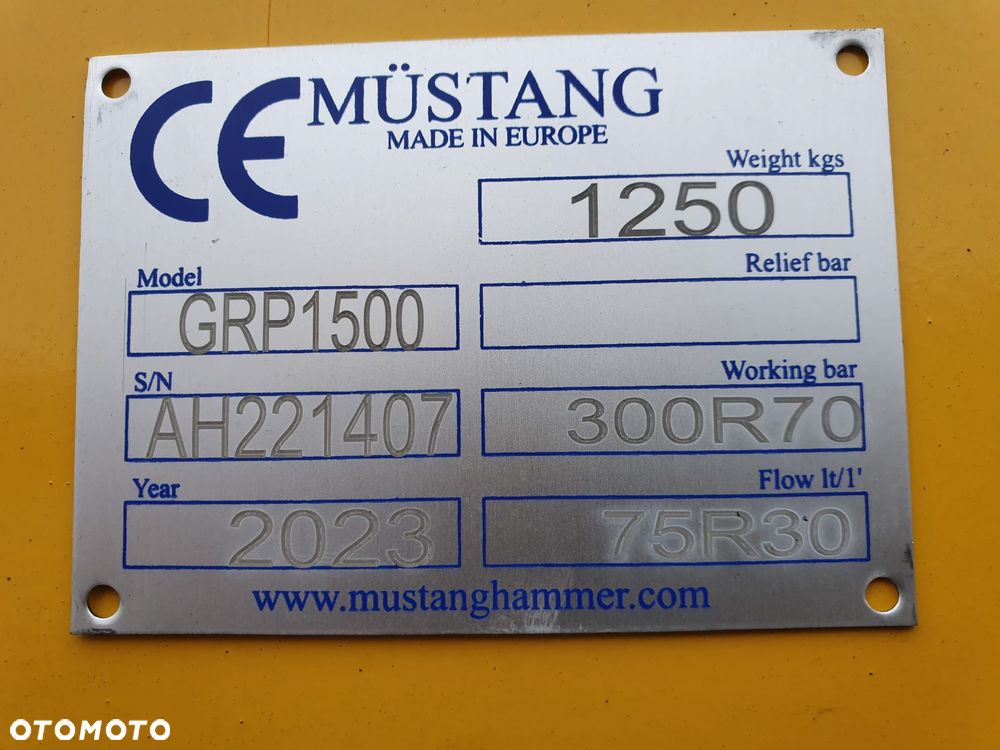 CE MÜSTANG
MADE IN EUROPE
Weight kgs
1250
Model
GRP1500
Relief bar
S/N
AH221407
Working bar
300R70
Year
2023
Flow lt/1'
75R30
www.mustanghammer.com
OTOMOTO